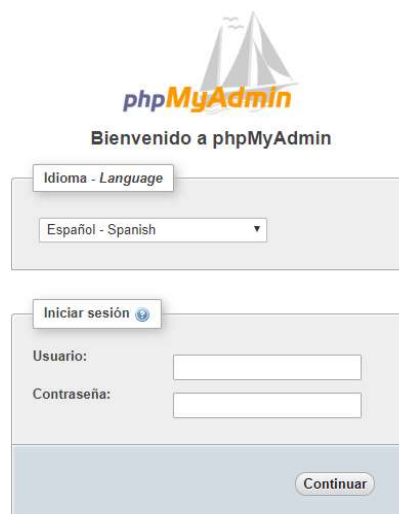 phpMyAdmin
Bienvenido a phpMyAdmin
Idioma - Language
Español - Spanish
Iniciar sesión
Usuario:
Contraseña:
Continuar